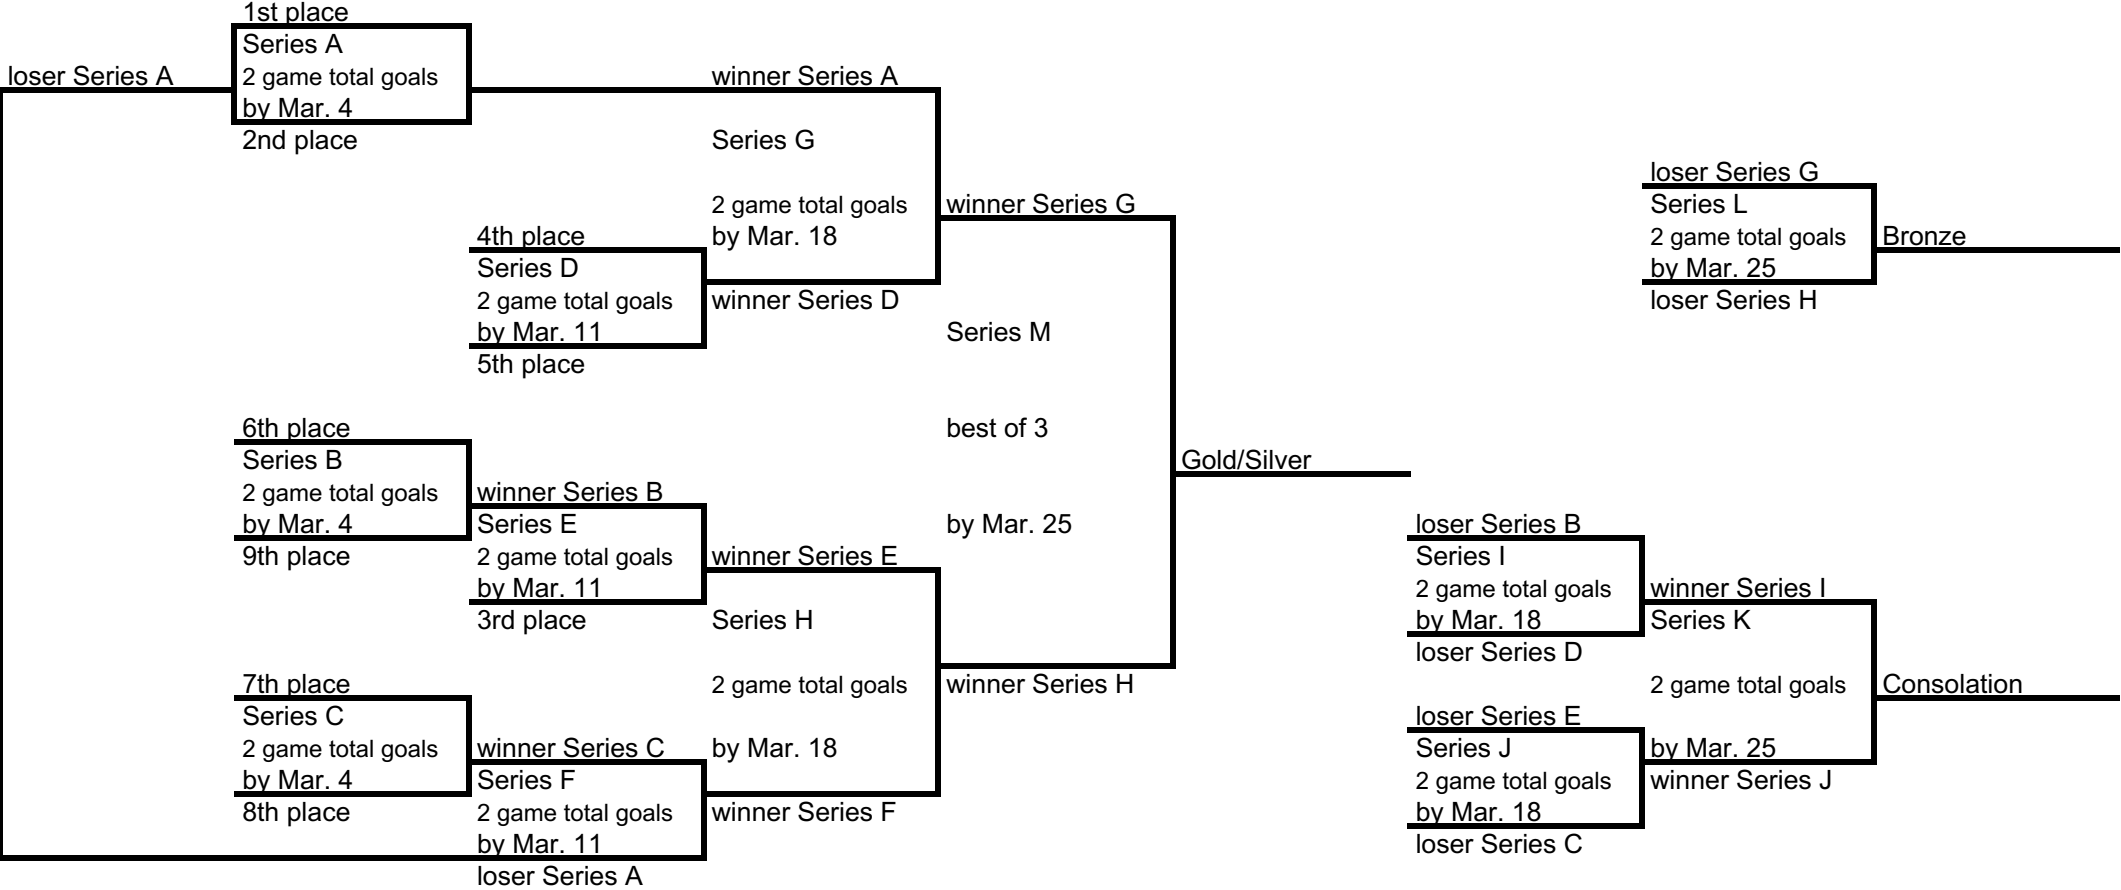 1st place
Series A
loser Series A
2 game total goals
winner Series A
by Mar. 4
2nd place
Series G
loser Series G
2 game total goals
winner Series G
Series L
4th place
by Mar. 18
2 game total goals
Bronze
Series D
by Mar. 25
2 game total goals
winner Series D
loser Series H
by Mar. 11
Series M
5th place
6th place
best of 3
Series B
Gold/Silver
2 game total goals
winner Series B
by Mar. 4
Series E
by Mar. 25
loser Series B
9th place
2 game total goals
winner Series E
Series I
by Mar. 11
2 game total goals
winner Series I
3rd place
Series H
by Mar. 18
Series K
loser Series D
7th place
2 game total goals
winner Series H
2 game total goals
Consolation
Series C
loser Series E
2 game total goals
winner Series C
by Mar. 18
Series J
by Mar. 25
by Mar. 4
Series F
2 game total goals
winner Series J
8th place
2 game total goals
winner Series F
by Mar. 18
by Mar. 11
loser Series C
loser Series A